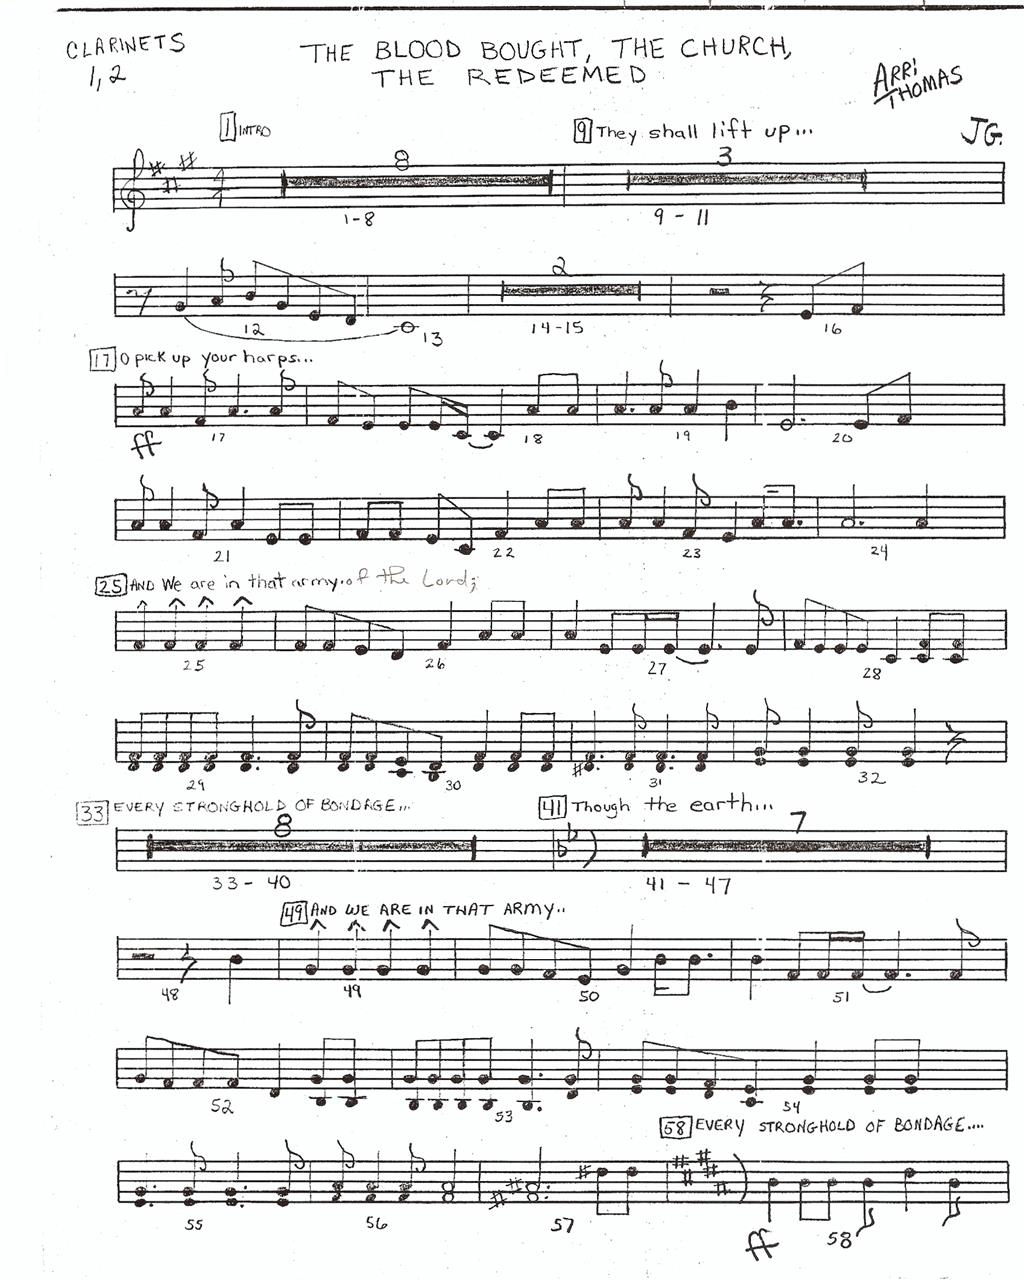 CLARINETS
1, 2
THE BLOOD BOUGHT, THE CHURCH,
THE REDEEMED
ARRI
THOMAS
JG.
1 INTRO
9 They shall lift up...
8
3
1-8
9 - 11
2
12
13
14-15
16
17 O pick up your harps...
ff
17
18
19
20
21
22
23
24
25 AND We are in that army. of the Lord;
25
26
27
28
29
30
31
32
33 EVERY STRONGHOLD OF BONDAGE...
41 Though the earth...
8
7
33 - 40
41 - 47
49 AND WE ARE IN THAT ARMY..
48
49
50
51
52
53
54
58 EVERY STRONGHOLD OF BONDAGE....
55
56
57
ff
58